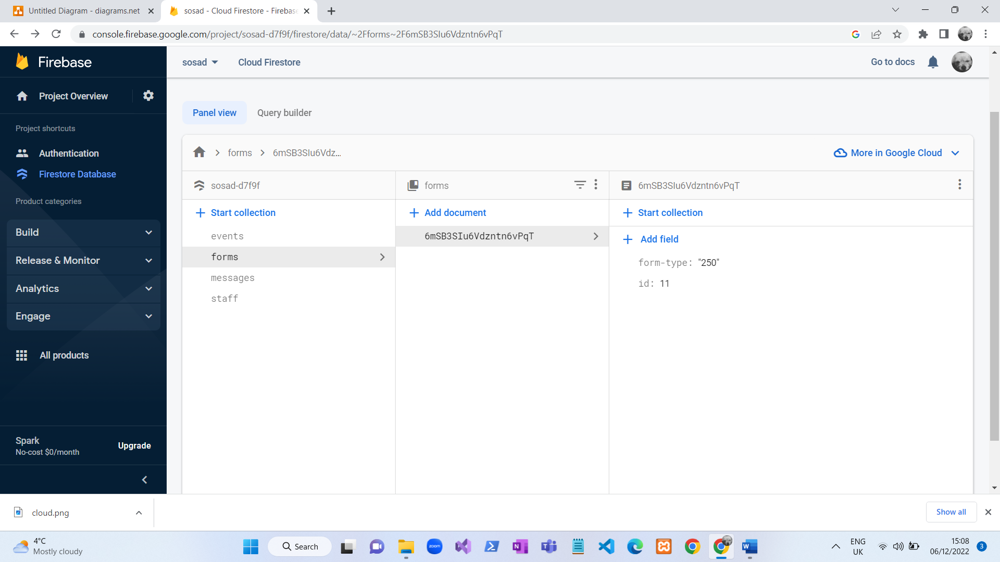 Untitled Diagram - diagrams.net
sosad - Cloud Firestore - Firebase
console.firebase.google.com/project/sosad-d7f9f/firestore/data/~2Fforms~2F6mSB3SIu6Vdzntn6vPqT
Firebase
sosad
Cloud Firestore
Go to docs
Project Overview
Project shortcuts
Authentication
Firestore Database
Product categories
Build
Release & Monitor
Analytics
Engage
All products
Spark
No-cost $0/month
Upgrade
Panel view
Query builder
forms
6mSB3SIu6Vdz...
More in Google Cloud
sosad-d7f9f
Start collection
events
forms
messages
staff
forms
Add document
6mSB3SIu6Vdzntn6vPqT
6mSB3SIu6Vdzntn6vPqT
Start collection
Add field
form-type: "250"
id: 11
cloud.png
Show all
4°C
Mostly cloudy
Search
zoom
ENG
UK
15:08
06/12/2022
3